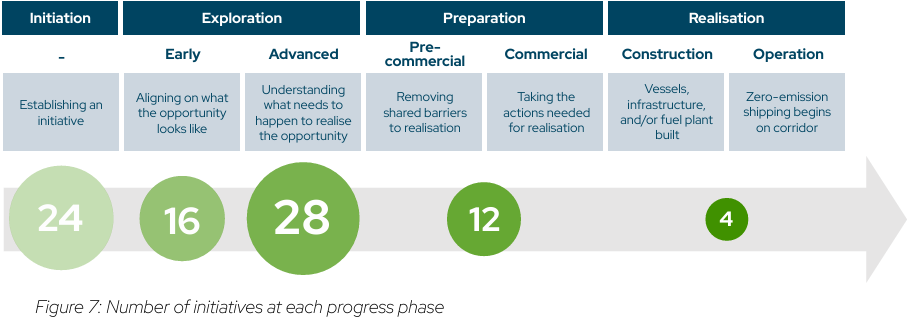 Initiation
Exploration
Preparation
Realisation
-
Early
Advanced
Pre-
commercial
Commercial
Construction
Operation
Establishing an
initiative
Aligning on what
the opportunity
looks like
Understanding
what needs to
happen to realise
the opportunity
Removing
shared barriers
to realisation
Taking the
actions needed
for realisation
Vessels,
infrastructure,
and/or fuel plant
built
Zero-emission
shipping begins
on corridor
24
16
28
12
4
Figure 7: Number of initiatives at each progress phase